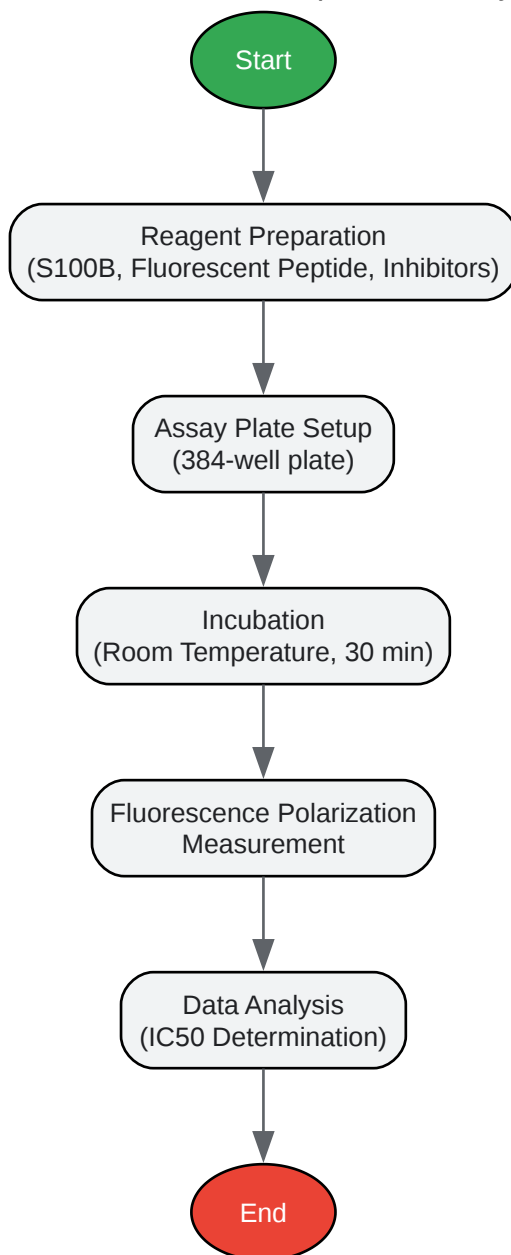 Start
Reagent Preparation
(S100B, Fluorescent Peptide, Inhibitors)
Assay Plate Setup
(384-well plate)
Incubation
(Room Temperature, 30 min)
Fluorescence Polarization
Measurement
Data Analysis
(IC50 Determination)
End